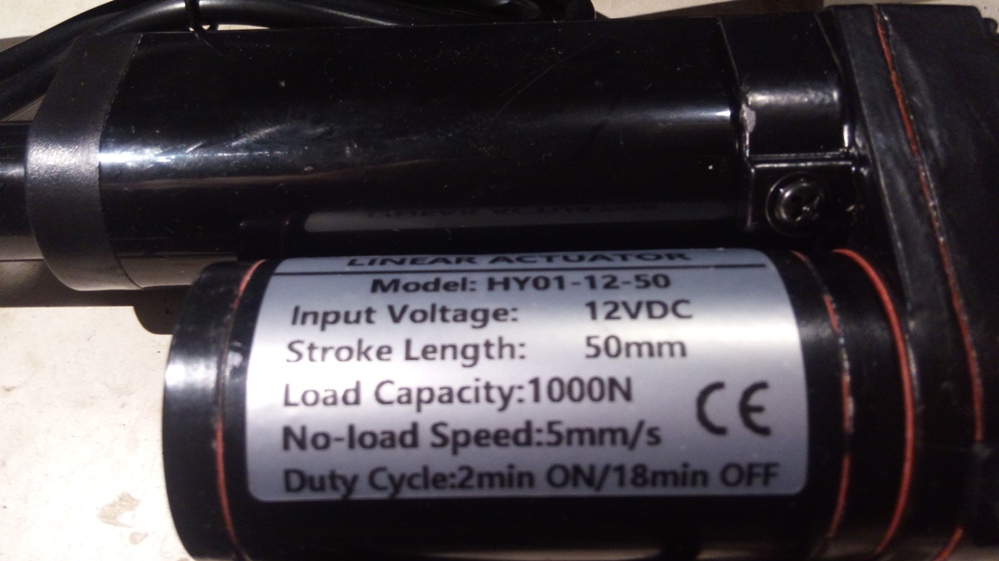 LINEAR ACTUATOR
Model: HY01-12-50
Input Voltage: 12VDC
Stroke Length: 50mm
Load Capacity:1000N
No-load Speed:5mm/s
CE
Duty Cycle:2min ON/18min OFF